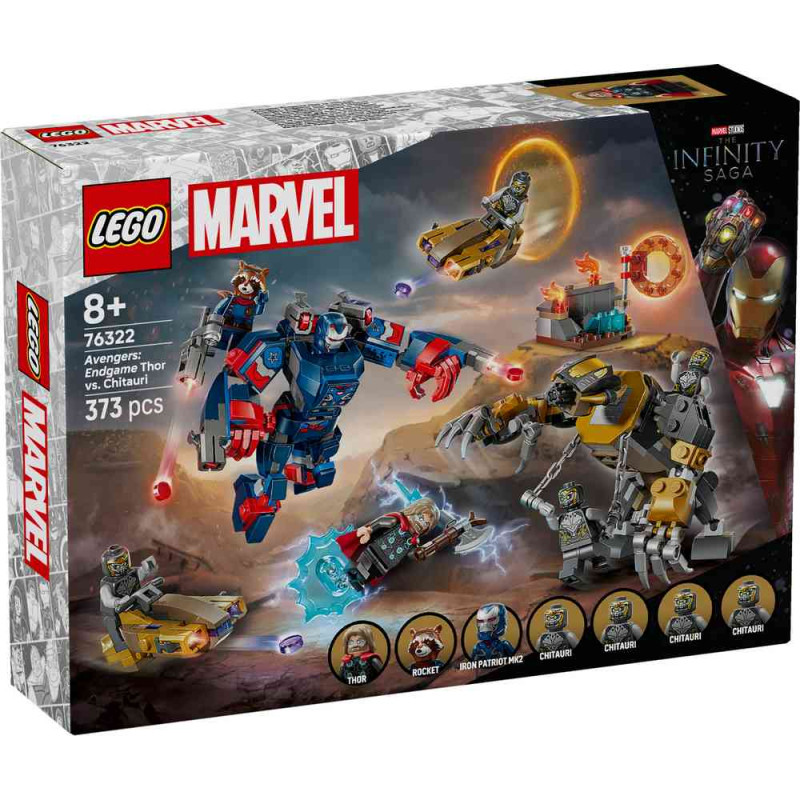 LEGO MARVEL
76322
MARVEL STUDIOS
THE
INFINITY
SAGA
LEGO MARVEL
8+
76322
Avengers:
Endgame Thor
vs. Chitauri
373 pcs
LEGO MARVEL
THOR
ROCKET
IRON PATRIOT MK2
CHITAURI
CHITAURI
CHITAURI
CHITAURI